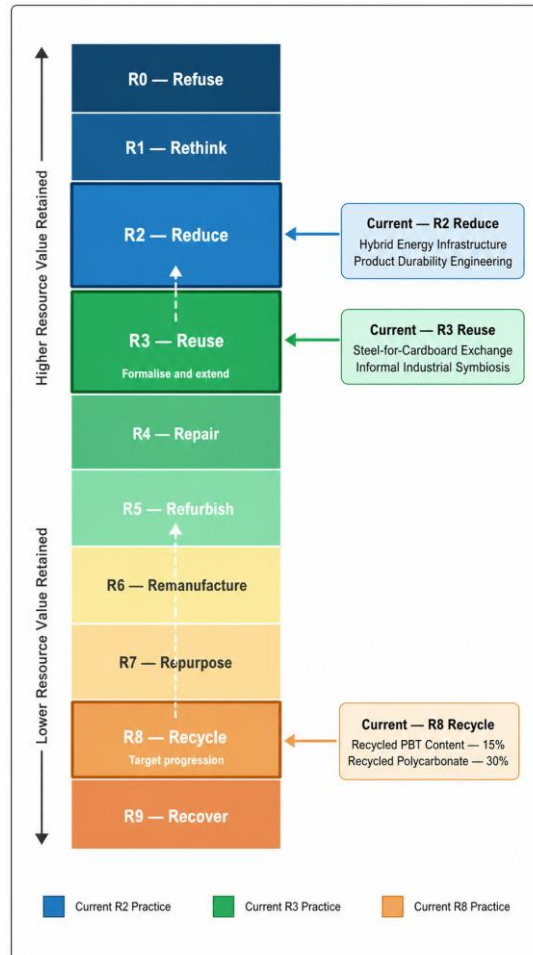 Higher Resource Value Retained
Lower Resource Value Retained
R0 — Refuse
R1 — Rethink
R2 — Reduce
R3 — Reuse
Formalise and extend
R4 — Repair
R5 — Refurbish
R6 — Remanufacture
R7 — Repurpose
R8 — Recycle
Target progression
R9 — Recover
Current — R2 Reduce
Hybrid Energy Infrastructure
Product Durability Engineering
Current — R3 Reuse
Steel-for-Cardboard Exchange
Informal Industrial Symbiosis
Current — R8 Recycle
Recycled PBT Content — 15%
Recycled Polycarbonate — 30%
Current R2 Practice
Current R3 Practice
Current R8 Practice